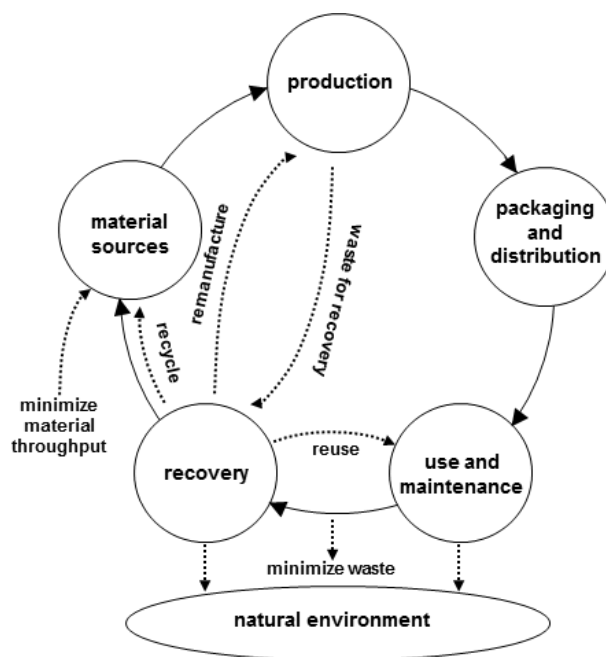 production
material
sources
packaging
and
distribution
remanufacture
waste for recovery
recycle
minimize
material
throughput
recovery
reuse
use and
maintenance
minimize waste
natural environment